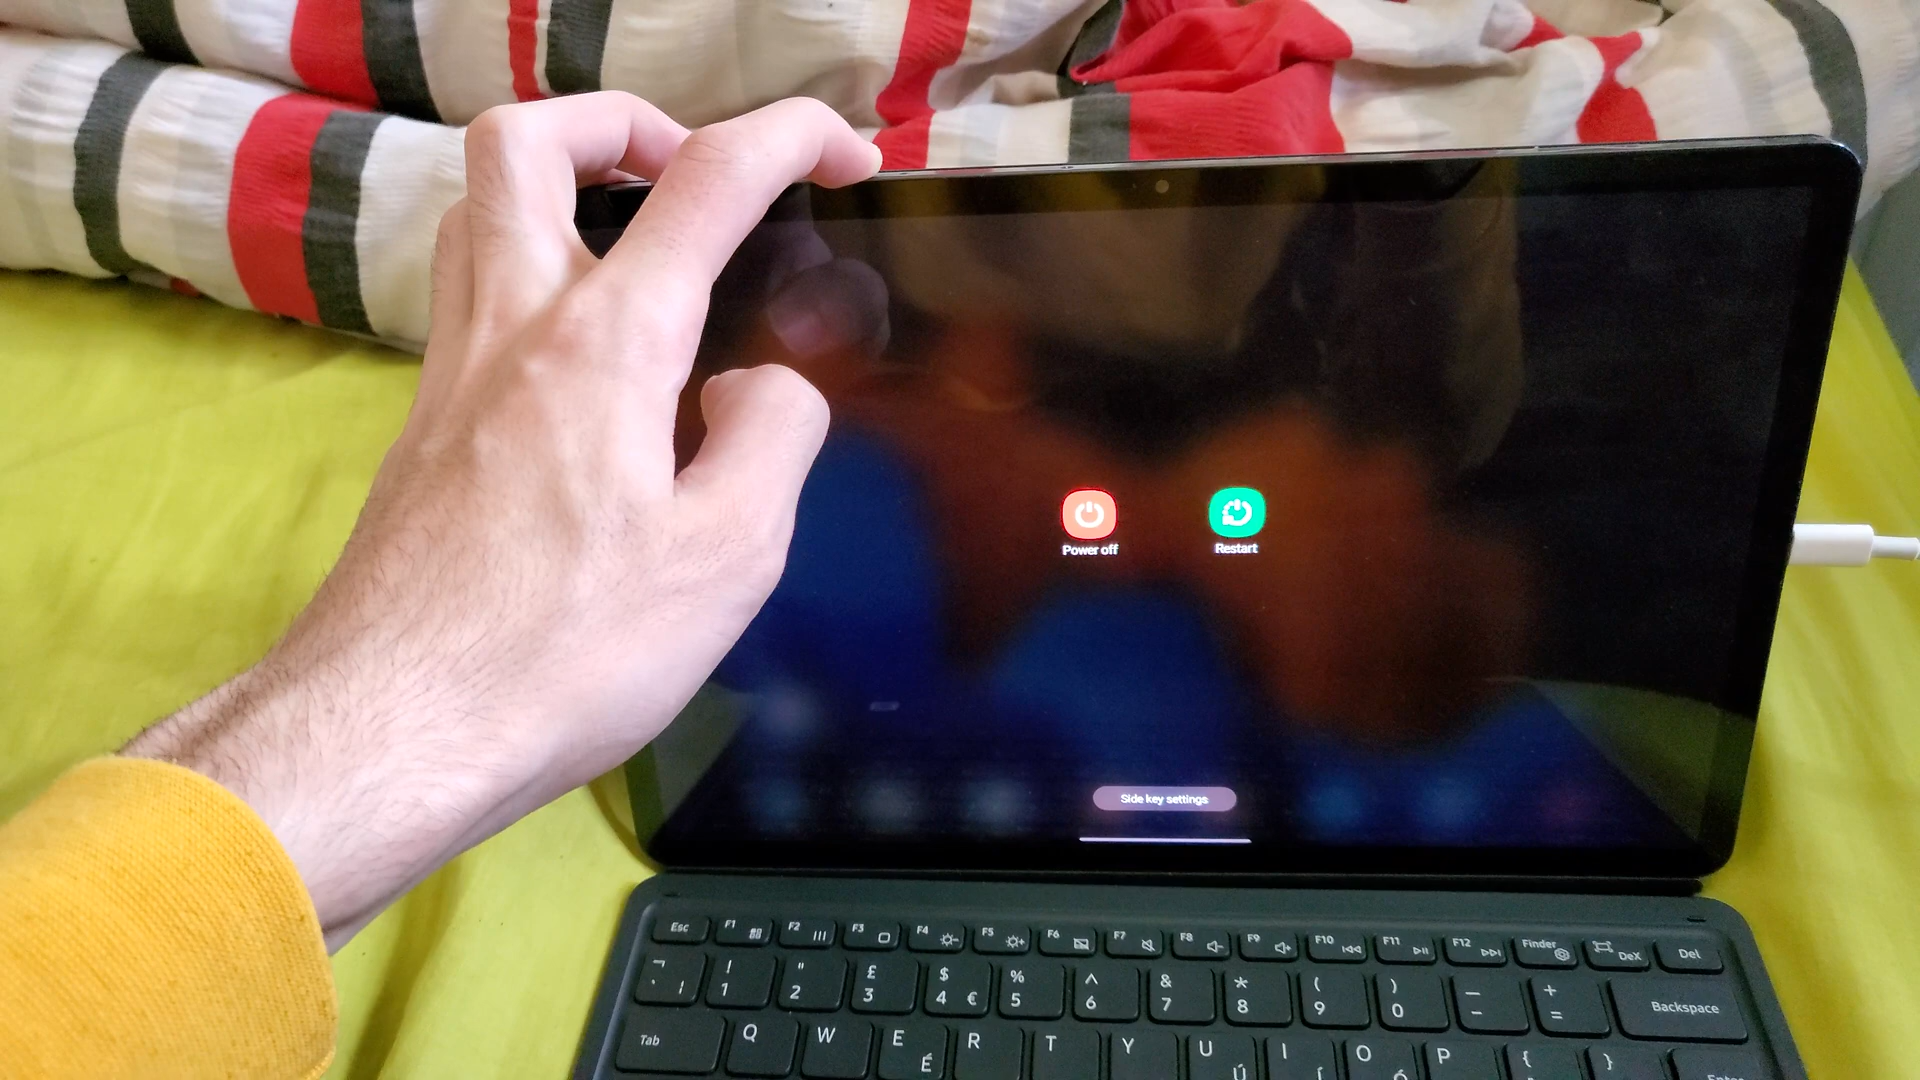 Power off
Restart
Side key settings
Esc F1 F2 F3 F4 F5 F6 F7 F8 F9 F10 F11 F12 Finder DeX Del
¬ ! " £ $ % ^ & * ( ) _ +
` ¦ 1 2 3 4 € 5 6 7 8 9 0 - = Backspace
Tab Q W E R T Y U I O P { }
É Ú Í Ó Enter